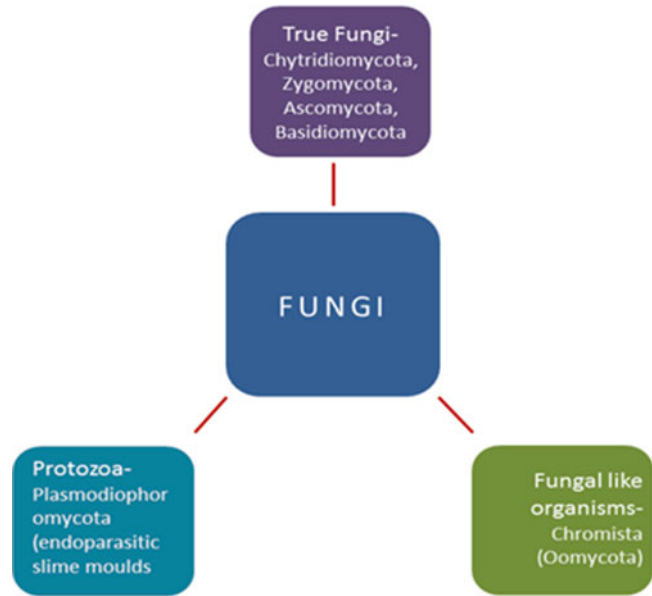 True Fungi-
Chytridiomycota,
Zygomycota,
Ascomycota,
Basidiomycota
FUNGI
Protozoa-
Plasmodiophor
omycota
(endoparasitic
slime moulds
Fungal like
organisms-
Chromista
(Oomycota)